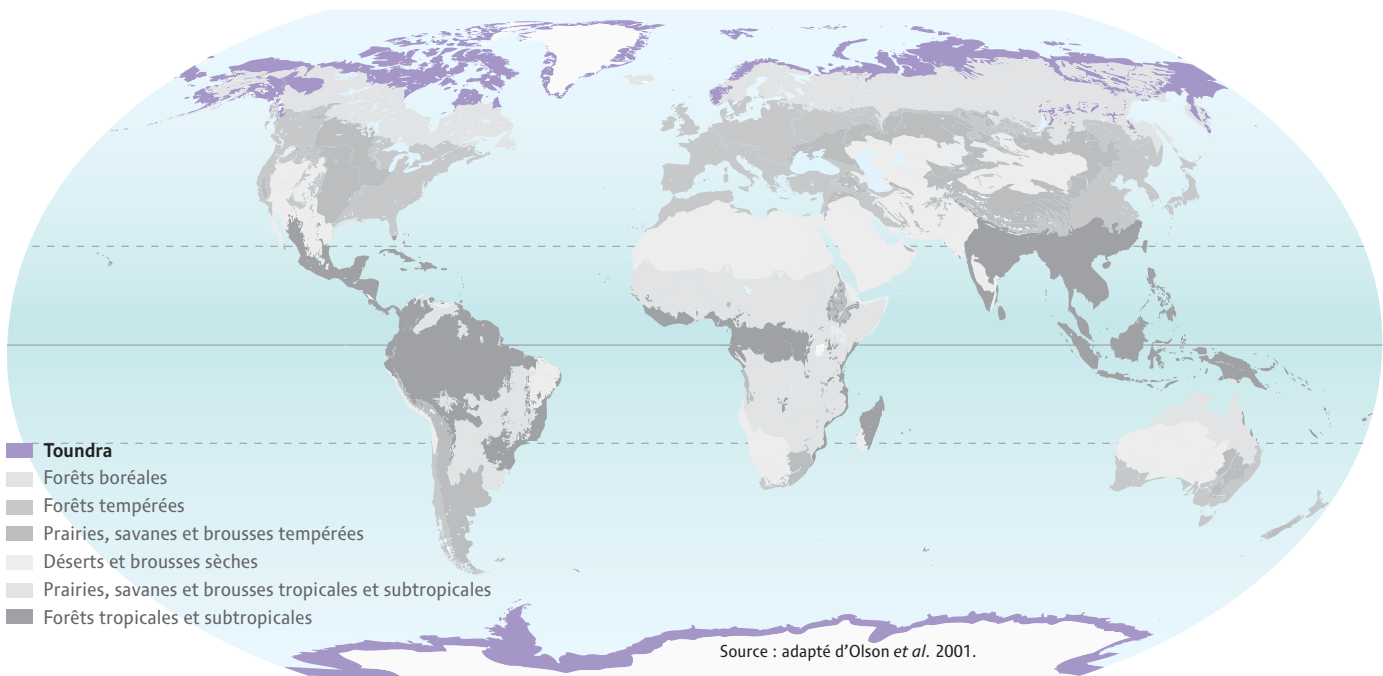 Toundra
Forêts boréales
Forêts tempérées
Prairies, savanes et brousses tempérées
Déserts et brousses sèches
Prairies, savanes et brousses tropicales et subtropicales
Forêts tropicales et subtropicales
Source : adapté d’Olson et al. 2001.